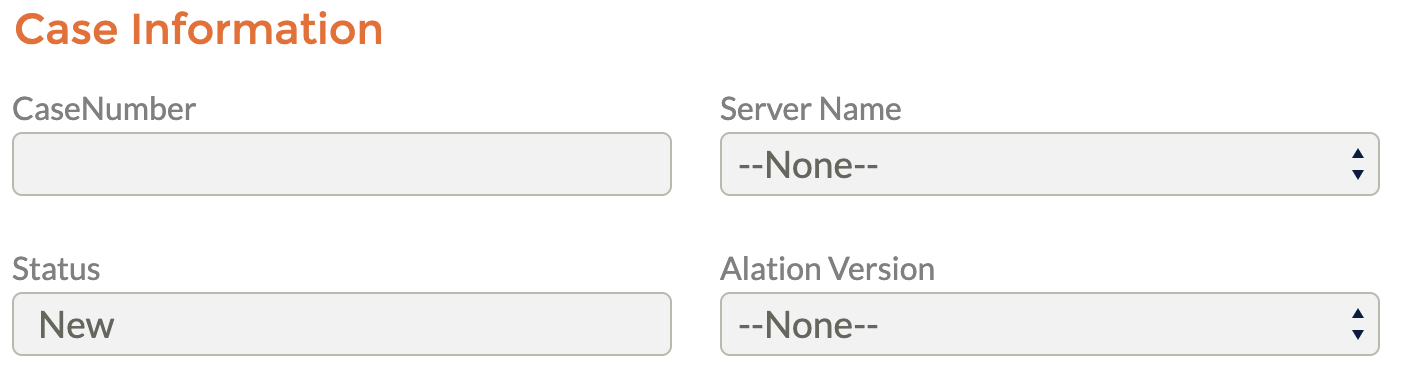 Case Information
CaseNumber
Server Name
--None--
Status
New
Alation Version
--None--